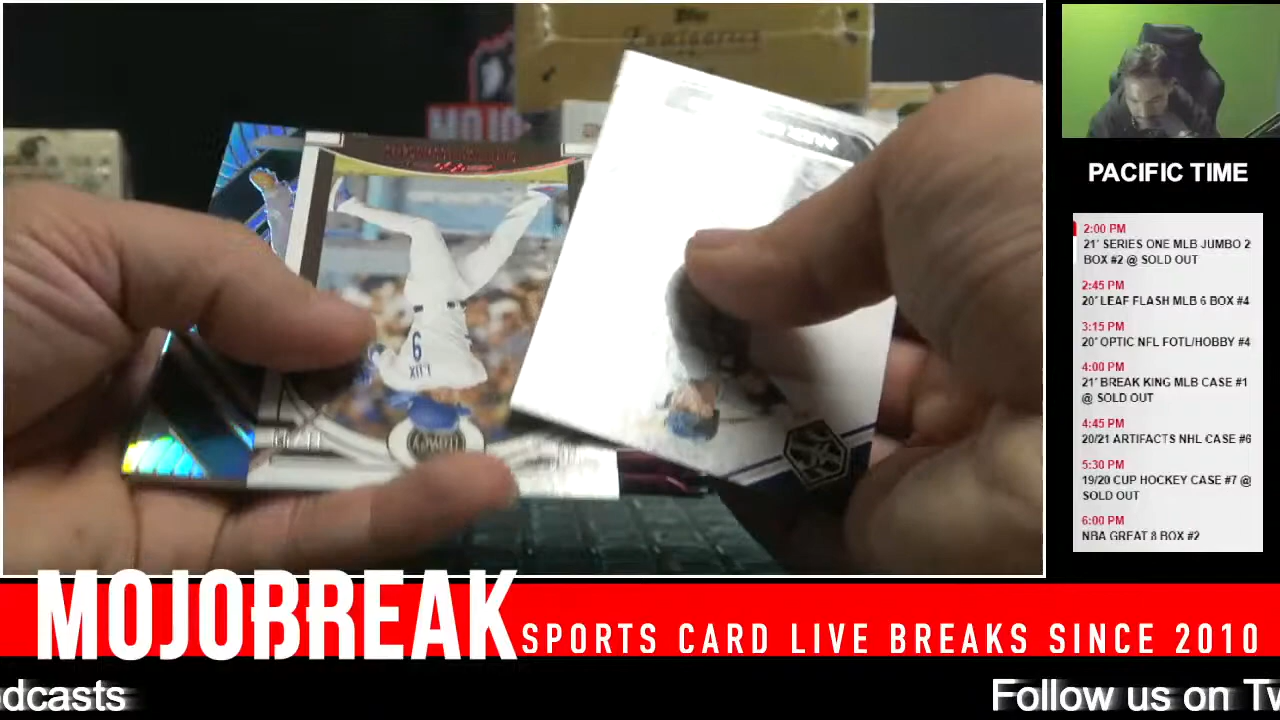 Topps
MOJO
6
PACIFIC TIME
2:00 PM
21' SERIES ONE MLB JUMBO 2
BOX #2 @ SOLD OUT
2:45 PM
20' LEAF FLASH MLB 6 BOX #4
3:15 PM
20' OPTIC NFL FOTL/HOBBY #4
4:00 PM
21' BREAK KING MLB CASE #1
@ SOLD OUT
4:45 PM
20/21 ARTIFACTS NHL CASE #6
5:30 PM
19/20 CUP HOCKEY CASE #7 @
SOLD OUT
6:00 PM
NBA GREAT 8 BOX #2
MOJOBREAK
SPORTS CARD LIVE BREAKS SINCE 2010
odcasts
Follow us on Tw